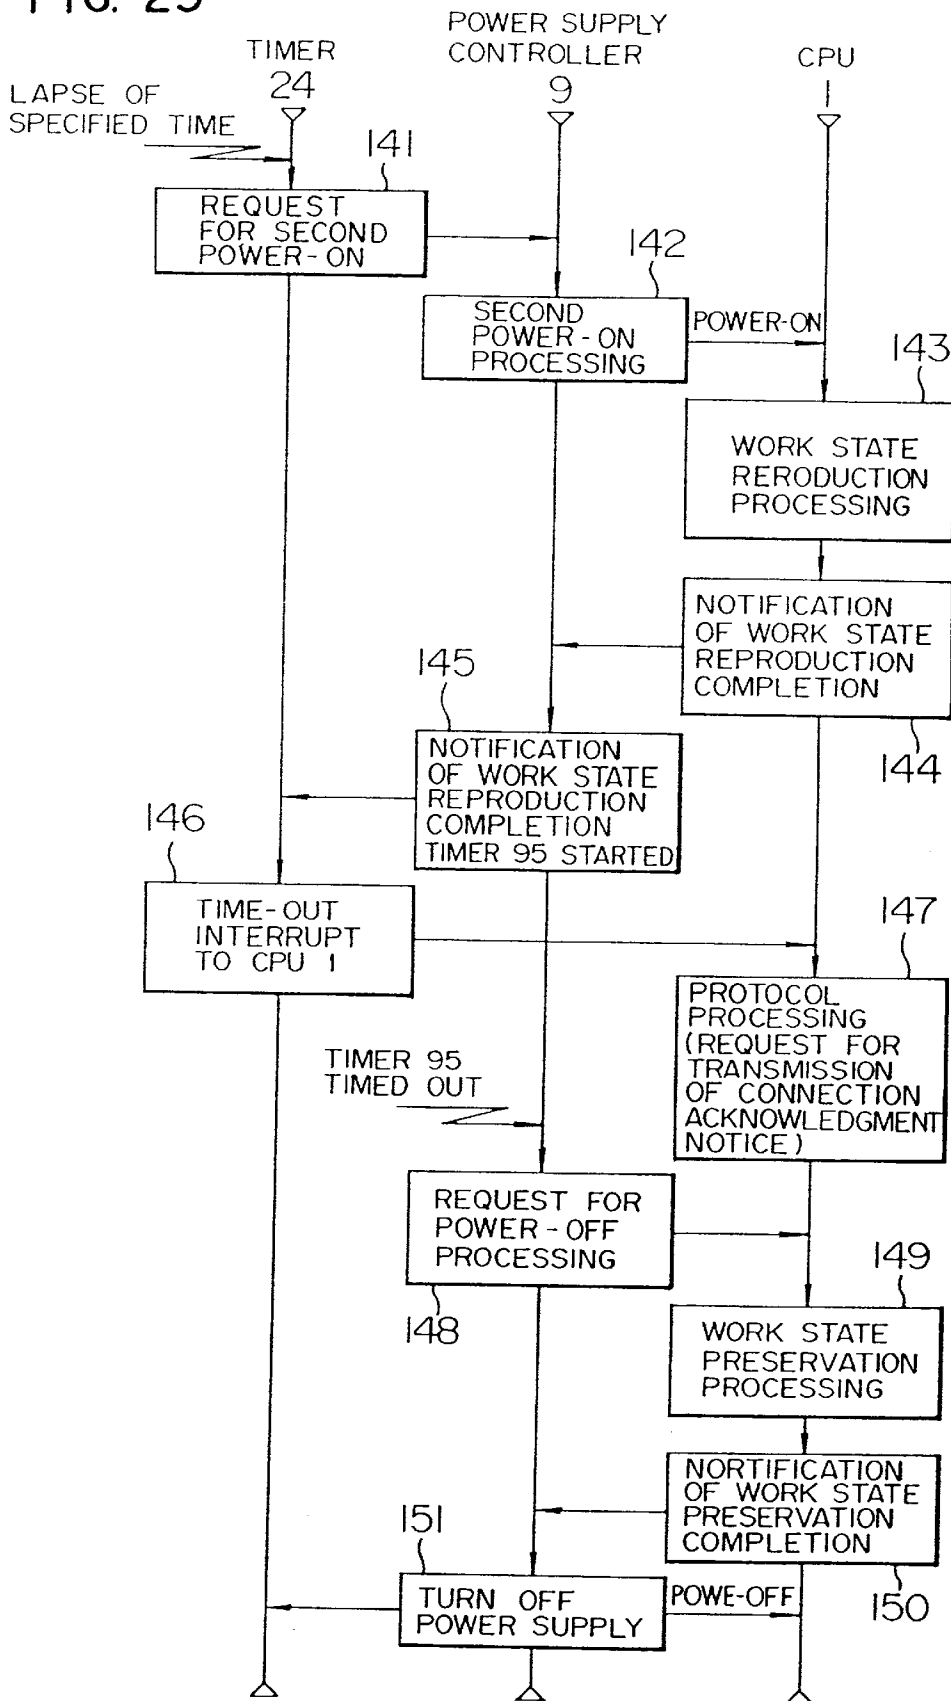 FIG. 25
TIMER
24
POWER SUPPLY
CONTROLLER
9
CPU
1
LAPSE OF
SPECIFIED TIME
141
REQUEST
FOR SECOND
POWER-ON
142
SECOND
POWER-ON
PROCESSING
POWER-ON
143
WORK STATE
RERODUCTION
PROCESSING
NOTIFICATION
OF WORK STATE
REPRODUCTION
COMPLETION
144
145
NOTIFICATION
OF WORK STATE
REPRODUCTION
COMPLETION
TIMER 95 STARTED
146
TIME-OUT
INTERRUPT
TO CPU 1
147
PROTOCOL
PROCESSING
(REQUEST FOR
TRANSMISSION
OF CONNECTION
ACKNOWLEDGMENT
NOTICE)
TIMER 95
TIMED OUT
REQUEST FOR
POWER-OFF
PROCESSING
148
149
WORK STATE
PRESERVATION
PROCESSING
NORTIFICATION
OF WORK STATE
PRESERVATION
COMPLETION
150
151
TURN OFF
POWER SUPPLY
POWE-OFF